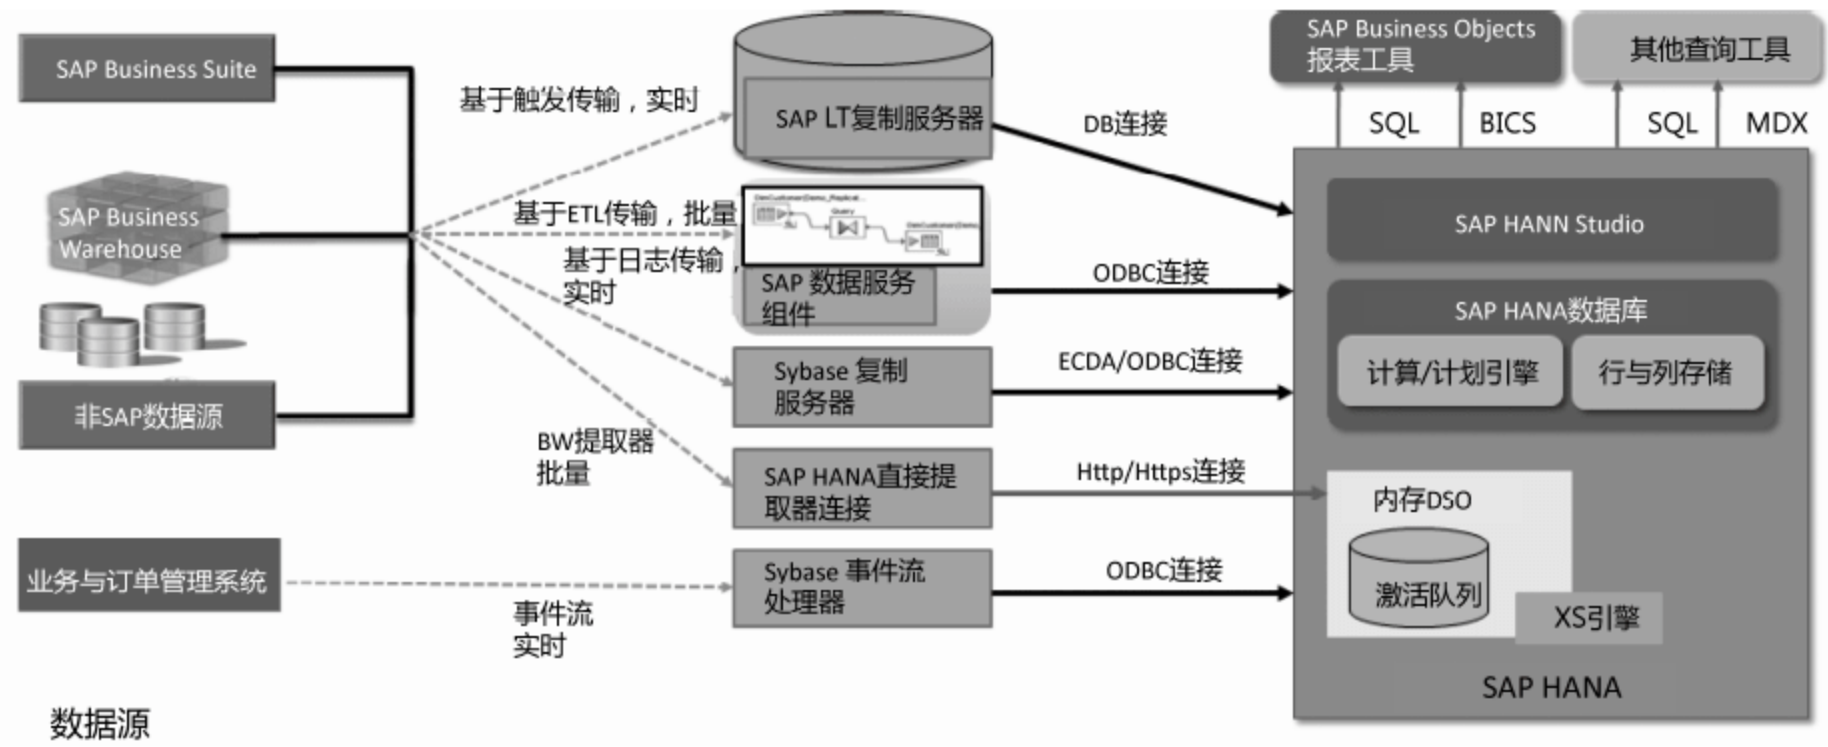 SAP Business Suite
SAP Business
Warehouse
非SAP数据源
业务与订单管理系统
数据源
基于触发传输，实时
基于ETL传输，批量
基于日志传输，
实时
BW提取器
批量
事件流
实时
SAP LT复制服务器
Query
SAP 数据服务
组件
Sybase 复制
服务器
SAP HANA直接提
取器连接
Sybase 事件流
处理器
DB连接
ODBC连接
ECDA/ODBC连接
Http/Https连接
ODBC连接
SAP Business Objects
报表工具
其他查询工具
SQL
BICS
SQL
MDX
SAP HANN Studio
SAP HANA数据库
计算/计划引擎
行与列存储
内存DSO
激活队列
XS引擎
SAP HANA